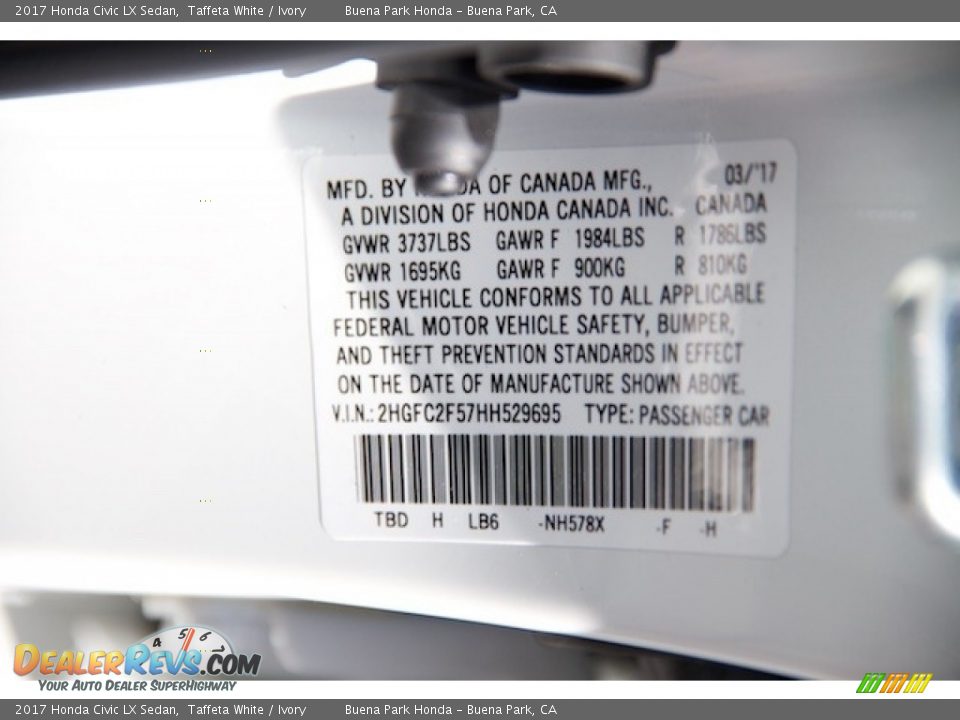 2017 Honda Civic LX Sedan, Taffeta White / Ivory Buena Park Honda – Buena Park, CA
MFD. BY HONDA OF CANADA MFG., 03/'17
A DIVISION OF HONDA CANADA INC. CANADA
GVWR 3737LBS GAWR F 1984LBS R 1786LBS
GVWR 1695KG GAWR F 900KG R 810KG
THIS VEHICLE CONFORMS TO ALL APPLICABLE
FEDERAL MOTOR VEHICLE SAFETY, BUMPER,
AND THEFT PREVENTION STANDARDS IN EFFECT
ON THE DATE OF MANUFACTURE SHOWN ABOVE.
V.I.N.: 2HGFC2F57HH529695 TYPE: PASSENGER CAR
TBD H LB6 -NH578X -F -H
4 5 6
DEALERREVS.COM
YOUR AUTO DEALER SUPERHIGHWAY
2017 Honda Civic LX Sedan, Taffeta White / Ivory Buena Park Honda – Buena Park, CA